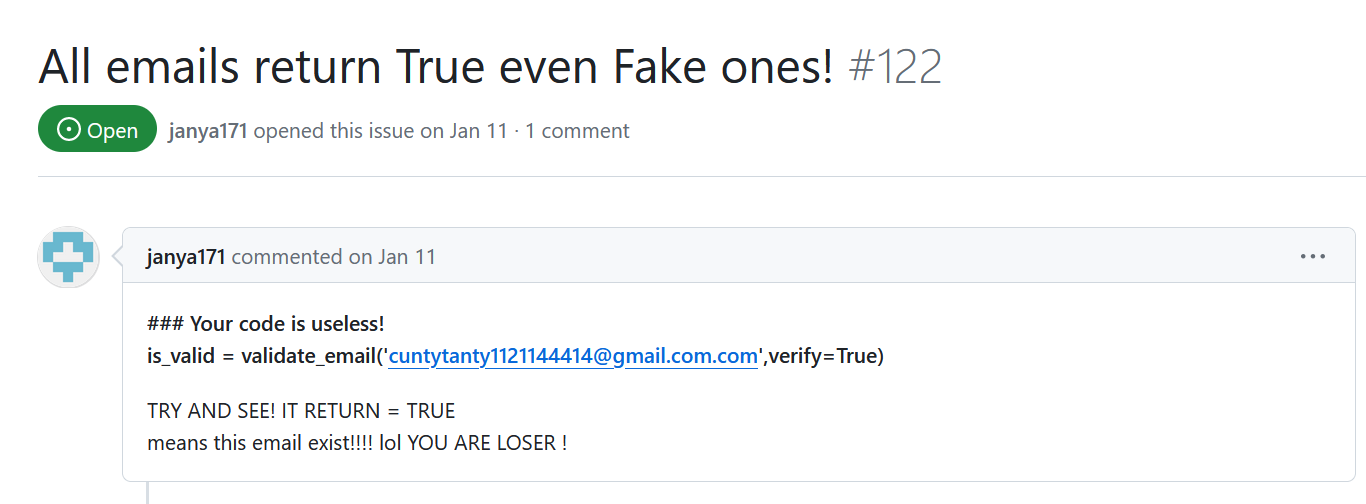 All emails return True even Fake ones! #122
Open janya171 opened this issue on Jan 11 · 1 comment
janya171 commented on Jan 11
### Your code is useless!
is_valid = validate_email('cuntytanty1121144414@gmail.com.com',verify=True)
TRY AND SEE! IT RETURN = TRUE
means this email exist!!!! lol YOU ARE LOSER !